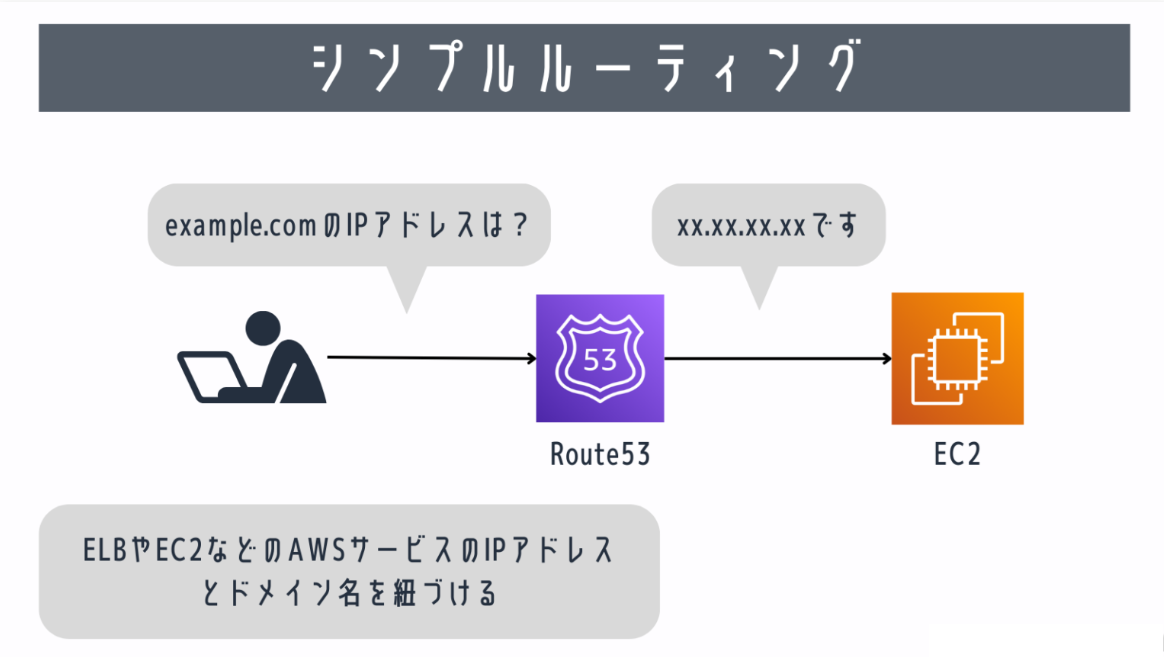 シンプルルーティング
example.comのIPアドレスは？
xx.xx.xx.xxです
53
Route53
EC2
ELBやEC2などのAWSサービスのIPアドレス
とドメイン名を紐づける